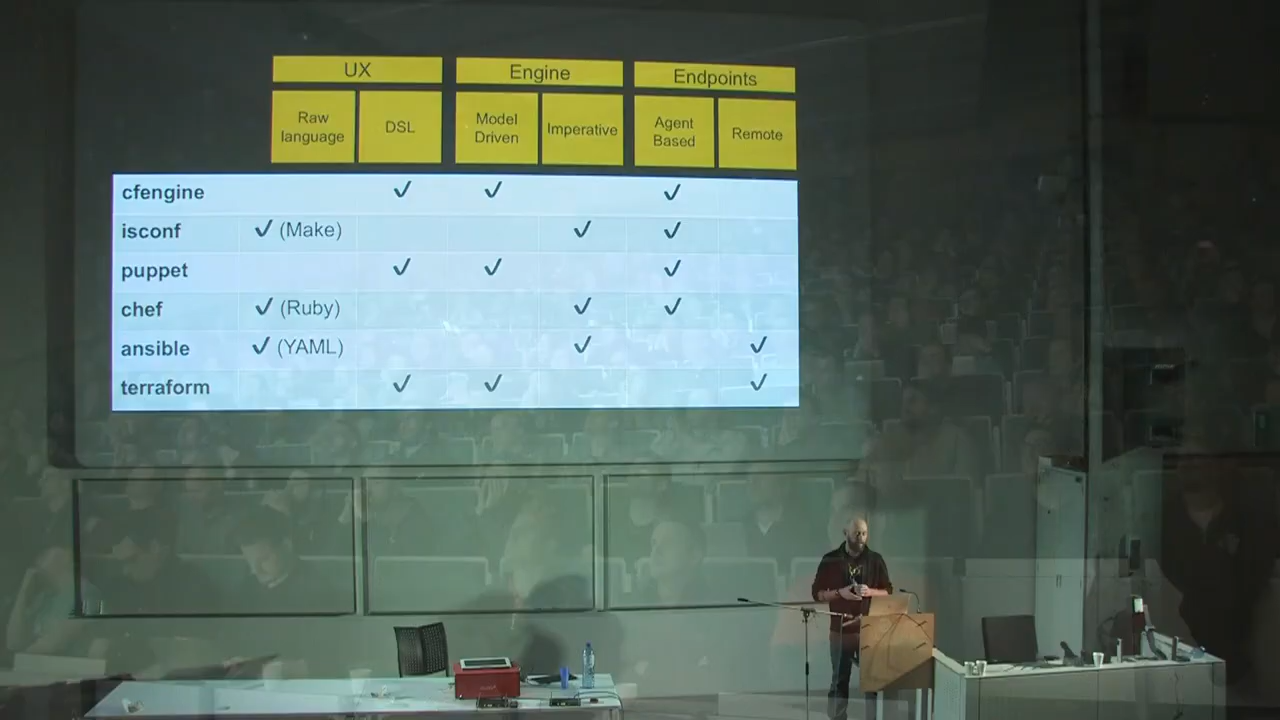 UX Engine Endpoints
Raw language DSL Model Driven Imperative Agent Based Remote
cfengine ✓ ✓ ✓
isconf ✓ (Make) ✓ ✓
puppet ✓ ✓ ✓
chef ✓ (Ruby) ✓ ✓
ansible ✓ (YAML) ✓ ✓
terraform ✓ ✓ ✓